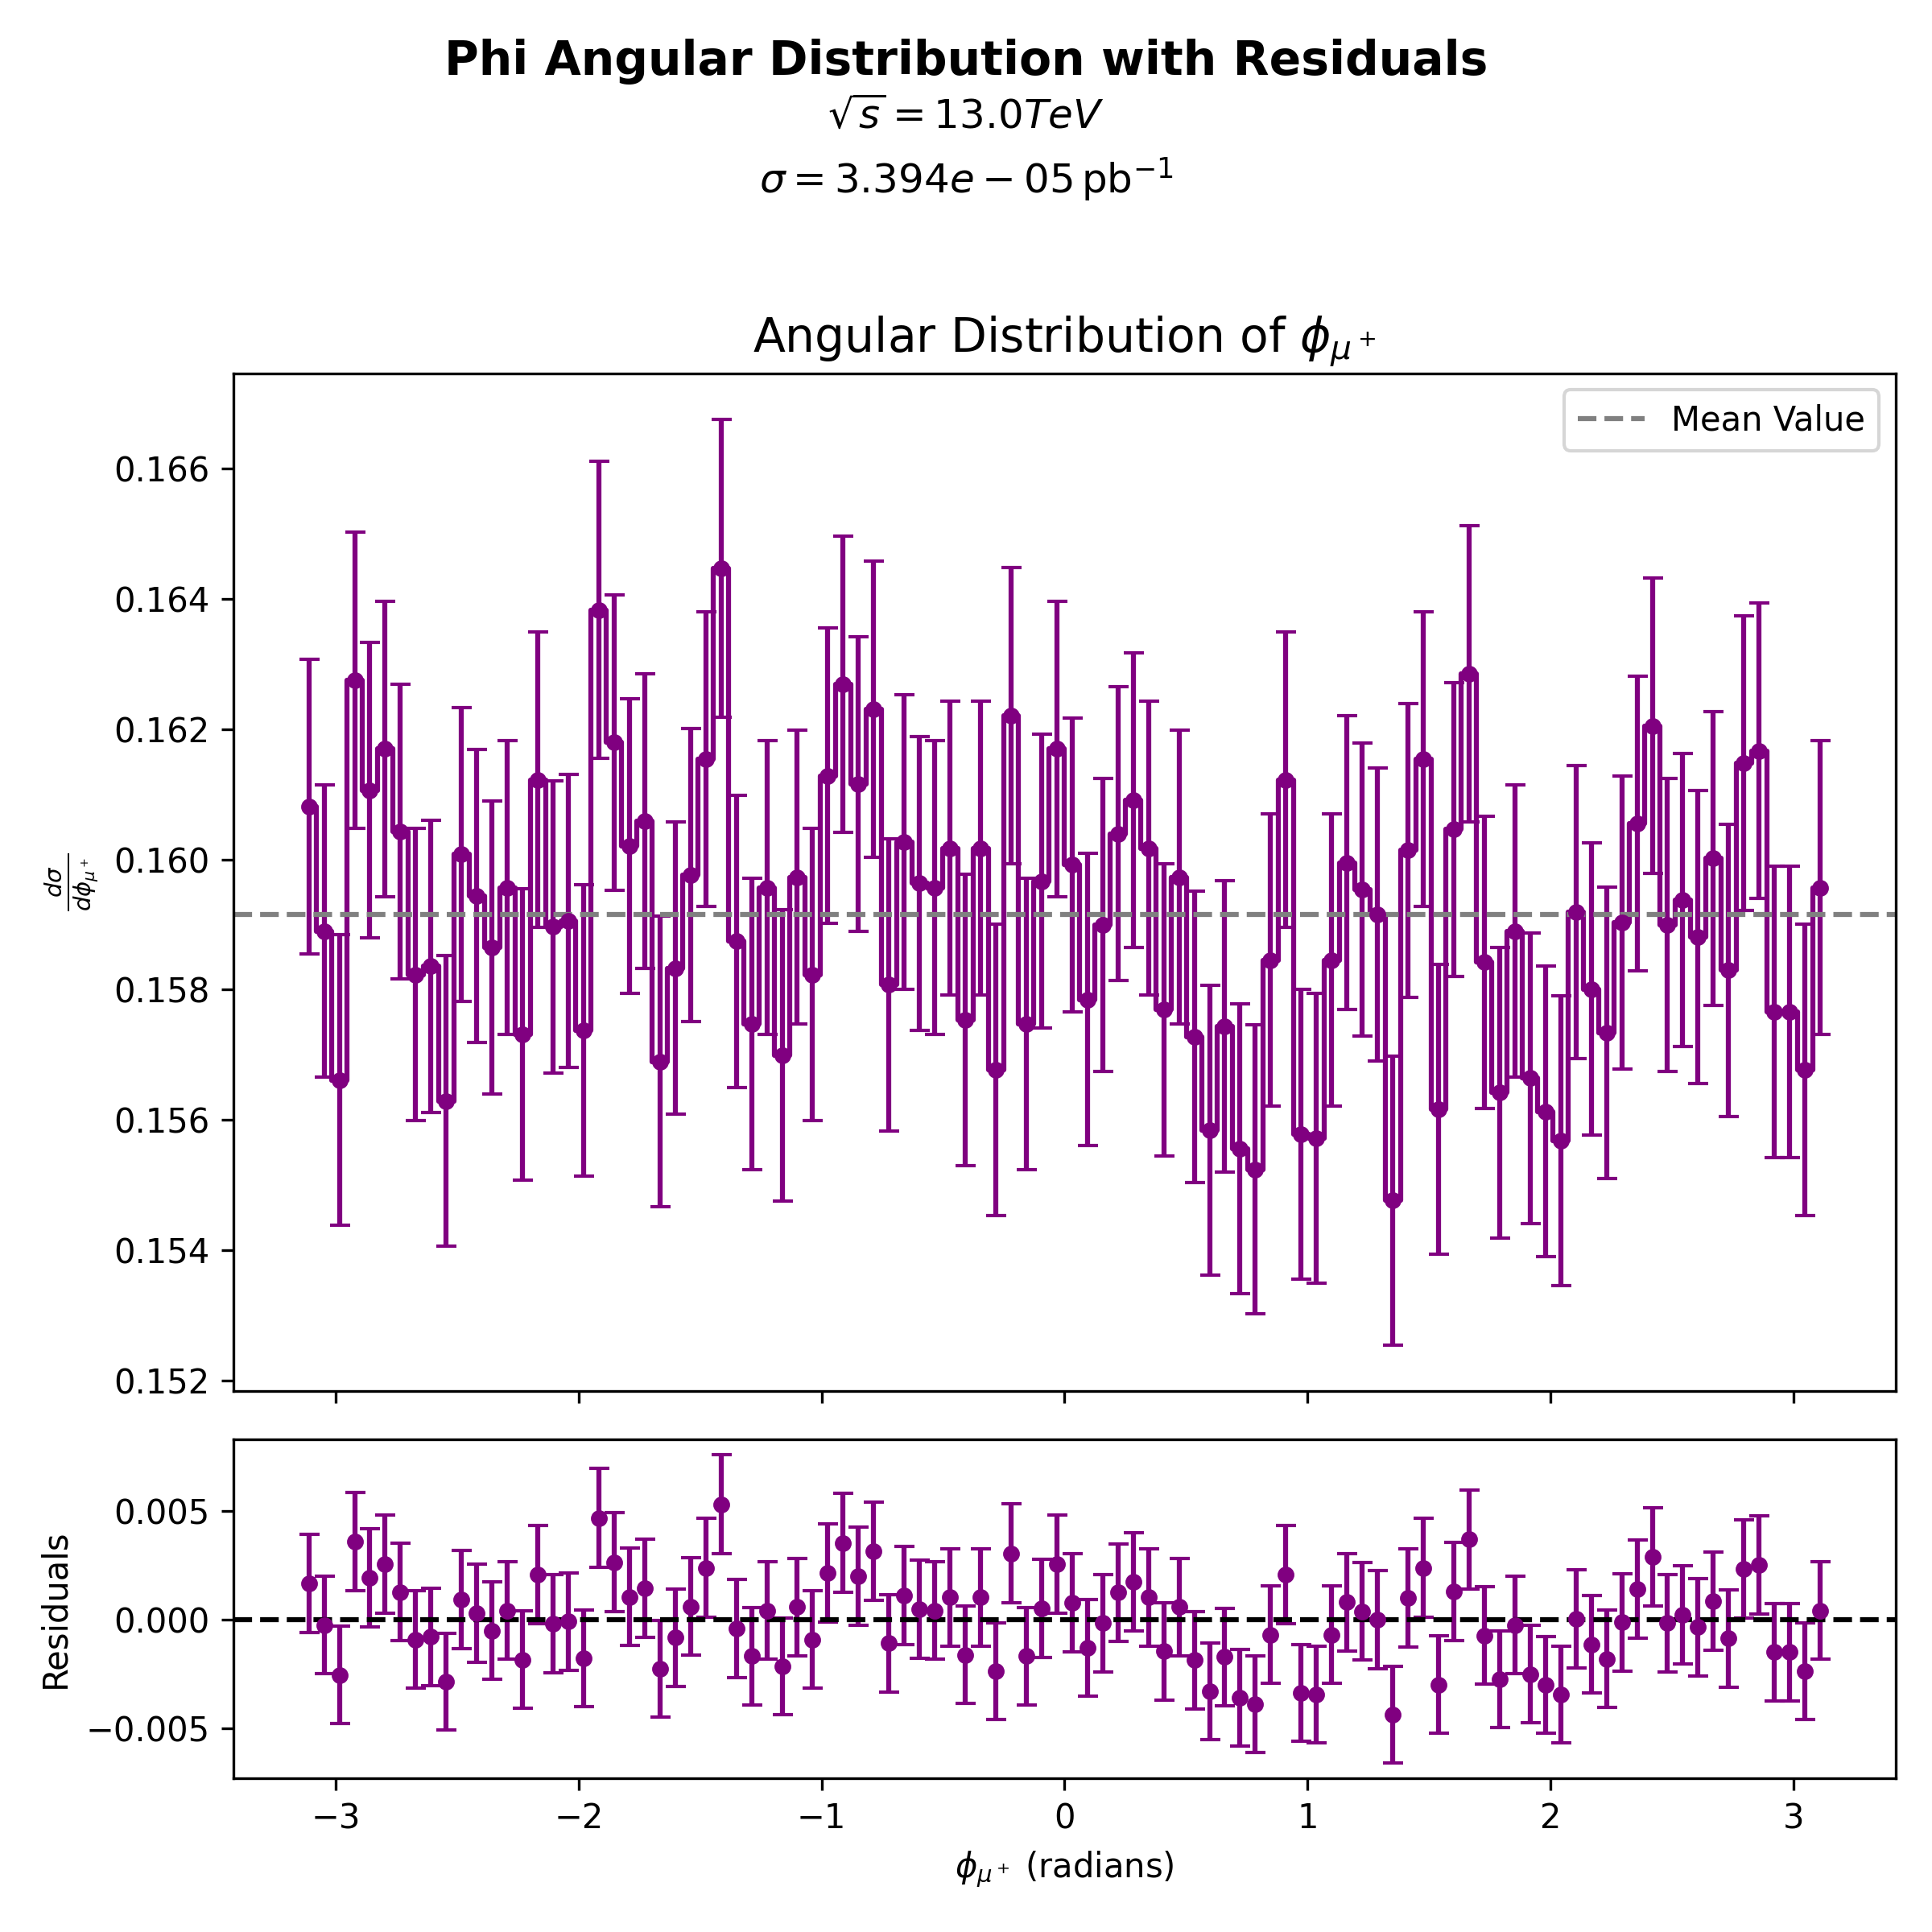 Phi Angular Distribution with Residuals
√s = 13.0TeV
σ = 3.394e − 05 pb⁻¹
Angular Distribution of ϕ_μ⁺
Mean Value
0.166
0.164
0.162
0.160
0.158
0.156
0.154
0.152
dσ/dϕ_μ⁺
0.005
0.000
−0.005
Residuals
−3 −2 −1 0 1 2 3
ϕ_μ⁺ (radians)